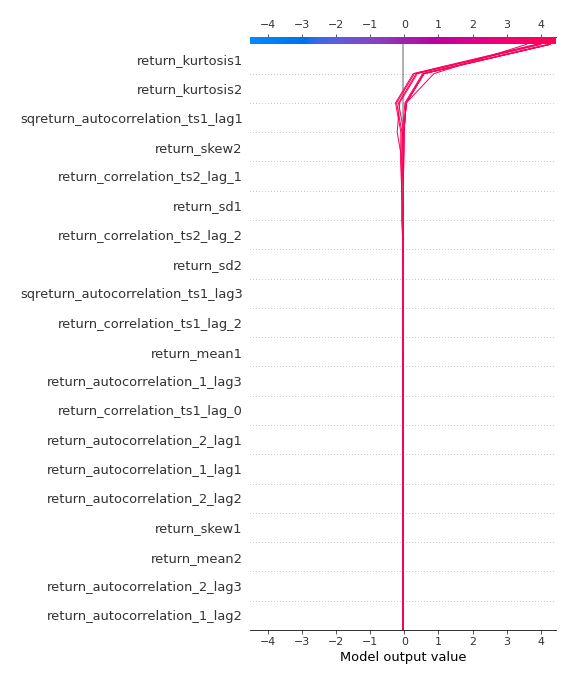 −4 −3 −2 −1 0 1 2 3 4
return_kurtosis1
return_kurtosis2
sqreturn_autocorrelation_ts1_lag1
return_skew2
return_correlation_ts2_lag_1
return_sd1
return_correlation_ts2_lag_2
return_sd2
sqreturn_autocorrelation_ts1_lag3
return_correlation_ts1_lag_2
return_mean1
return_autocorrelation_1_lag3
return_correlation_ts1_lag_0
return_autocorrelation_2_lag1
return_autocorrelation_1_lag1
return_autocorrelation_2_lag2
return_skew1
return_mean2
return_autocorrelation_2_lag3
return_autocorrelation_1_lag2
−4 −3 −2 −1 0 1 2 3 4
Model output value